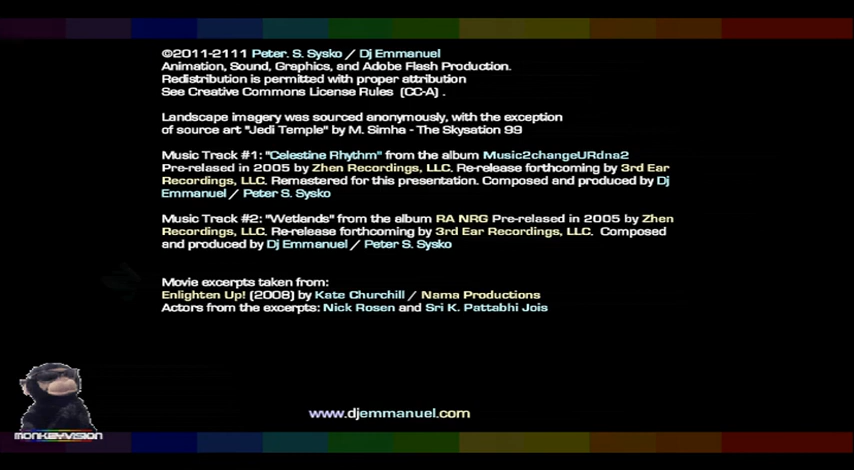 ©2011-2111 Peter. S. Sysko / Dj Emmanuel
Animation, Sound, Graphics, and Adobe Flash Production.
Redistribution is permitted with proper attribution
See Creative Commons License Rules (CC-A) .
Landscape imagery was sourced anonymously, with the exception
of source art "Jedi Temple" by M. Simha - The Skysation 99
Music Track #1: "Celestine Rhythm" from the album Music2changeURdna2
Pre-relased in 2005 by Zhen Recordings, LLC. Re-release forthcoming by 3rd Ear
Recordings, LLC. Remastered for this presentation. Composed and produced by Dj
Emmanuel / Peter S. Sysko
Music Track #2: "Wetlands" from the album RA NRG Pre-relased in 2005 by Zhen
Recordings, LLC. Re-release forthcoming by 3rd Ear Recordings, LLC. Composed
and produced by Dj Emmanuel / Peter S. Sysko
Movie excerpts taken from:
Enlighten Up! (2008) by Kate Churchill / Nama Productions
Actors from the excerpts: Nick Rosen and Sri K. Pattabhi Jois
www.djemmanuel.com
MONKEYVISION